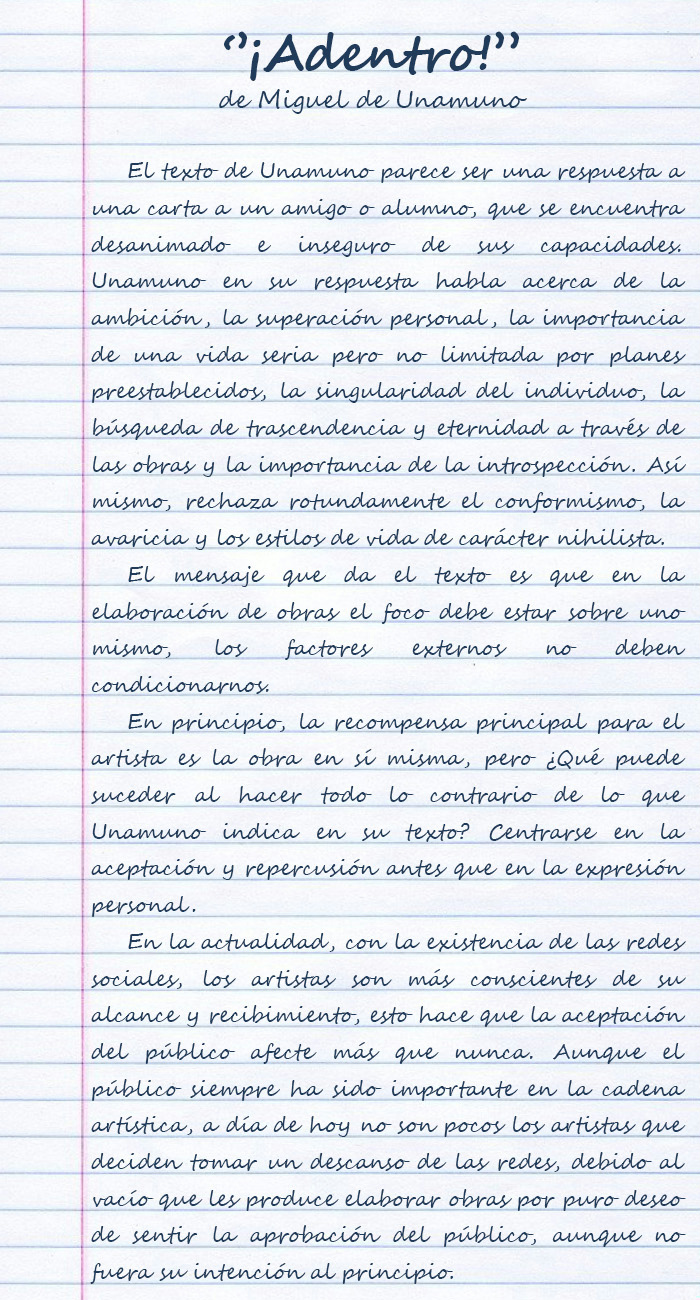 “¡Adentro!”
de Miguel de Unamuno
El texto de Unamuno parece ser una respuesta a
una carta a un amigo o alumno, que se encuentra
desanimado e inseguro de sus capacidades.
Unamuno en su respuesta habla acerca de la
ambición, la superación personal, la importancia
de una vida seria pero no limitada por planes
preestablecidos, la singularidad del individuo, la
búsqueda de trascendencia y eternidad a través de
las obras y la importancia de la introspección. Así
mismo, rechaza rotundamente el conformismo, la
avaricia y los estilos de vida de carácter nihilista.
El mensaje que da el texto es que en la
elaboración de obras el foco debe estar sobre uno
mismo, los factores externos no deben
condicionarnos.
En principio, la recompensa principal para el
artista es la obra en sí misma, pero ¿Qué puede
suceder al hacer todo lo contrario de lo que
Unamuno indica en su texto? Centrarse en la
aceptación y repercusión antes que en la expresión
personal.
En la actualidad, con la existencia de las redes
sociales, los artistas son más conscientes de su
alcance y recibimiento, esto hace que la aceptación
del público afecte más que nunca. Aunque el
público siempre ha sido importante en la cadena
artística, a día de hoy no son pocos los artistas que
deciden tomar un descanso de las redes, debido al
vacío que les produce elaborar obras por puro deseo
de sentir la aprobación del público, aunque no
fuera su intención al principio.